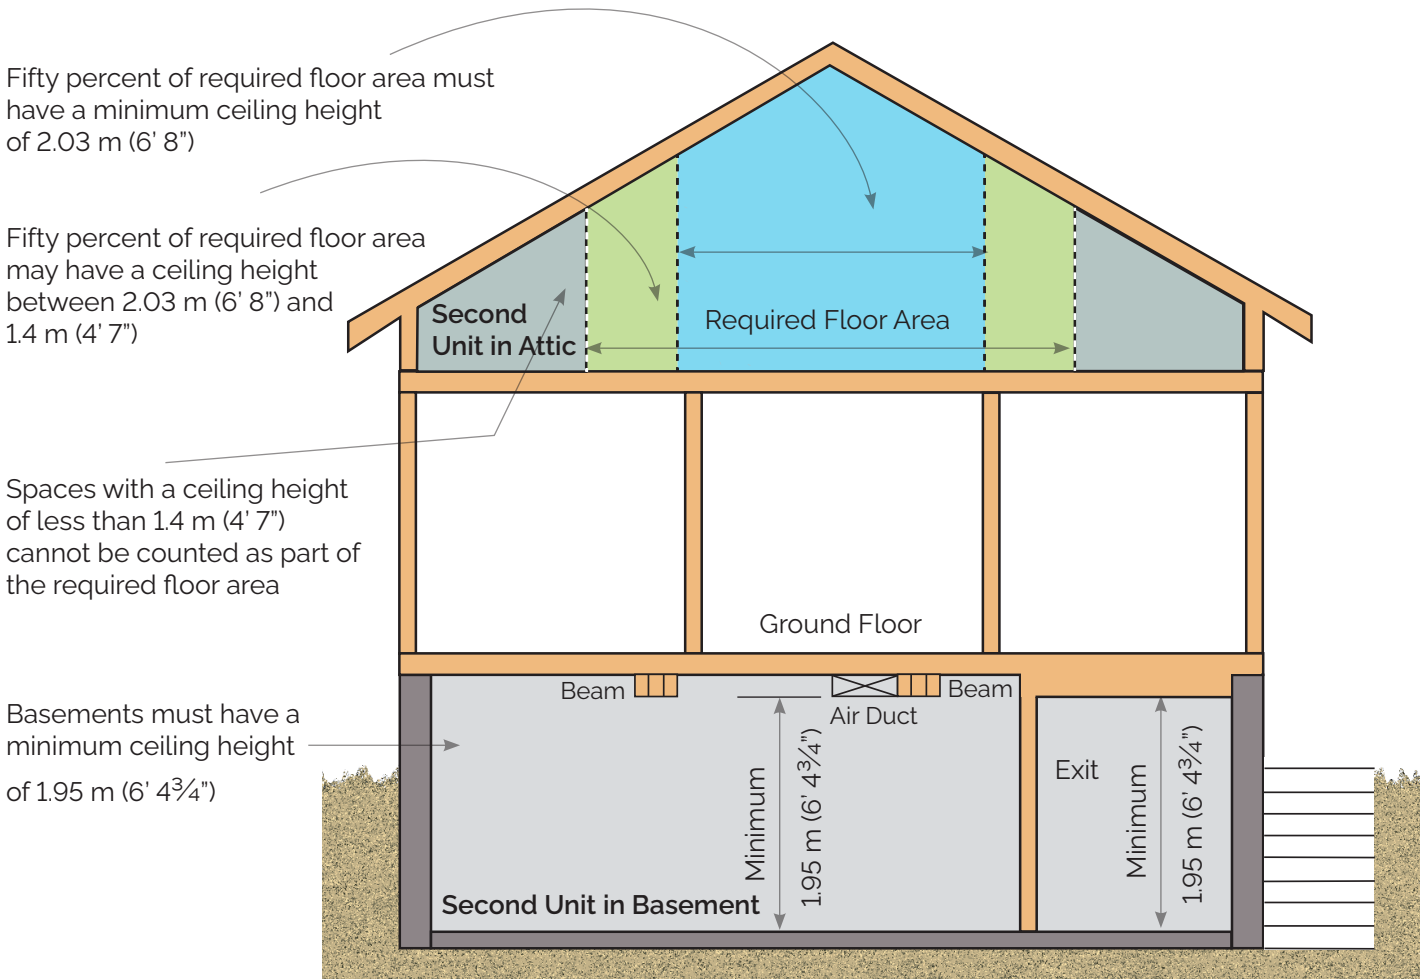 Fifty percent of required floor area must
have a minimum ceiling height
of 2.03 m (6’ 8”)
Fifty percent of required floor area
may have a ceiling height
between 2.03 m (6’ 8”) and
1.4 m (4’ 7”)
Second
Unit in Attic
Required Floor Area
Spaces with a ceiling height
of less than 1.4 m (4’ 7”)
cannot be counted as part of
the required floor area
Ground Floor
Beam
Beam
Air Duct
Basements must have a
minimum ceiling height
of 1.95 m (6’ 4¾”)
Minimum
1.95 m (6’ 4¾”)
Exit
Minimum
1.95 m (6’ 4¾”)
Second Unit in Basement